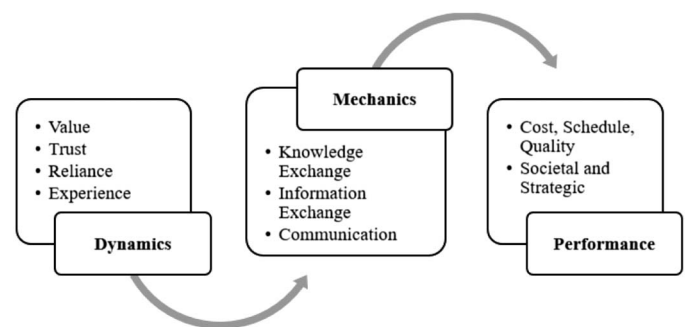 • Value
• Trust
• Reliance
• Experience
Dynamics
Mechanics
• Knowledge
Exchange
• Information
Exchange
• Communication
• Cost, Schedule,
Quality
• Societal and
Strategic
Performance